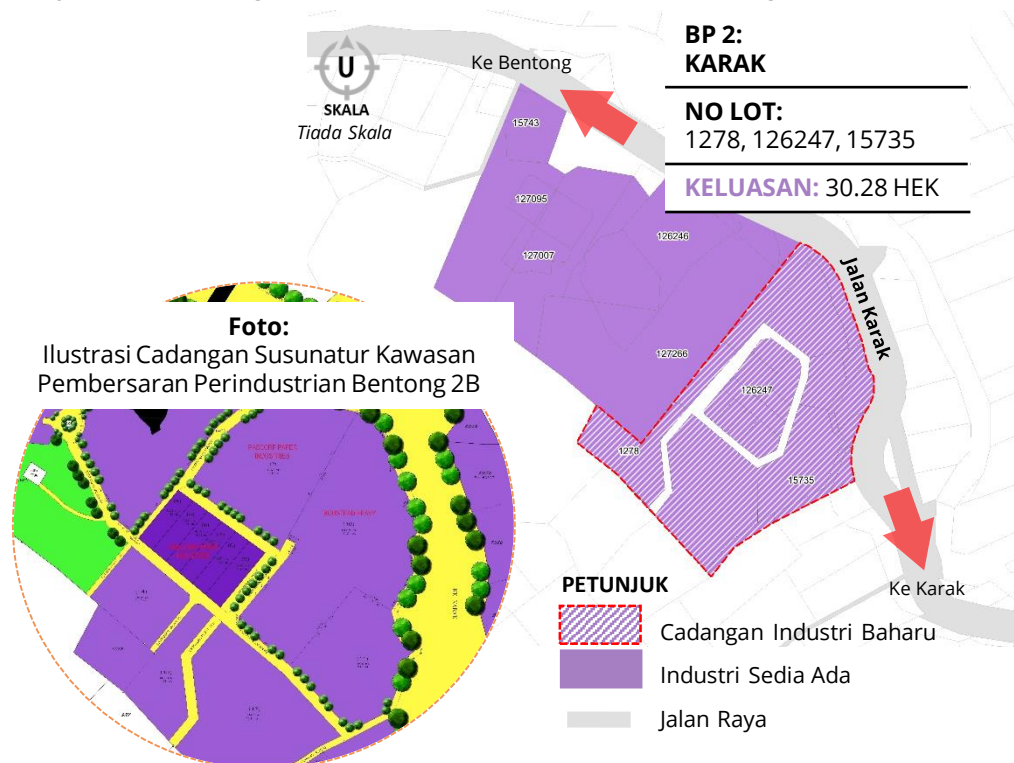 U
SKALA
Tiada Skala
Ke Bentong
BP 2:
KARAK
NO LOT:
1278, 126247, 15735
KELUASAN: 30.28 HEK
15743
127095
126246
127007
Jalan Karak
127266
126247
1278
15735
Foto:
Ilustrasi Cadangan Susunatur Kawasan
Pembersaran Perindustrian Bentong 2B
Ke Karak
PETUNJUK
Cadangan Industri Baharu
Industri Sedia Ada
Jalan Raya